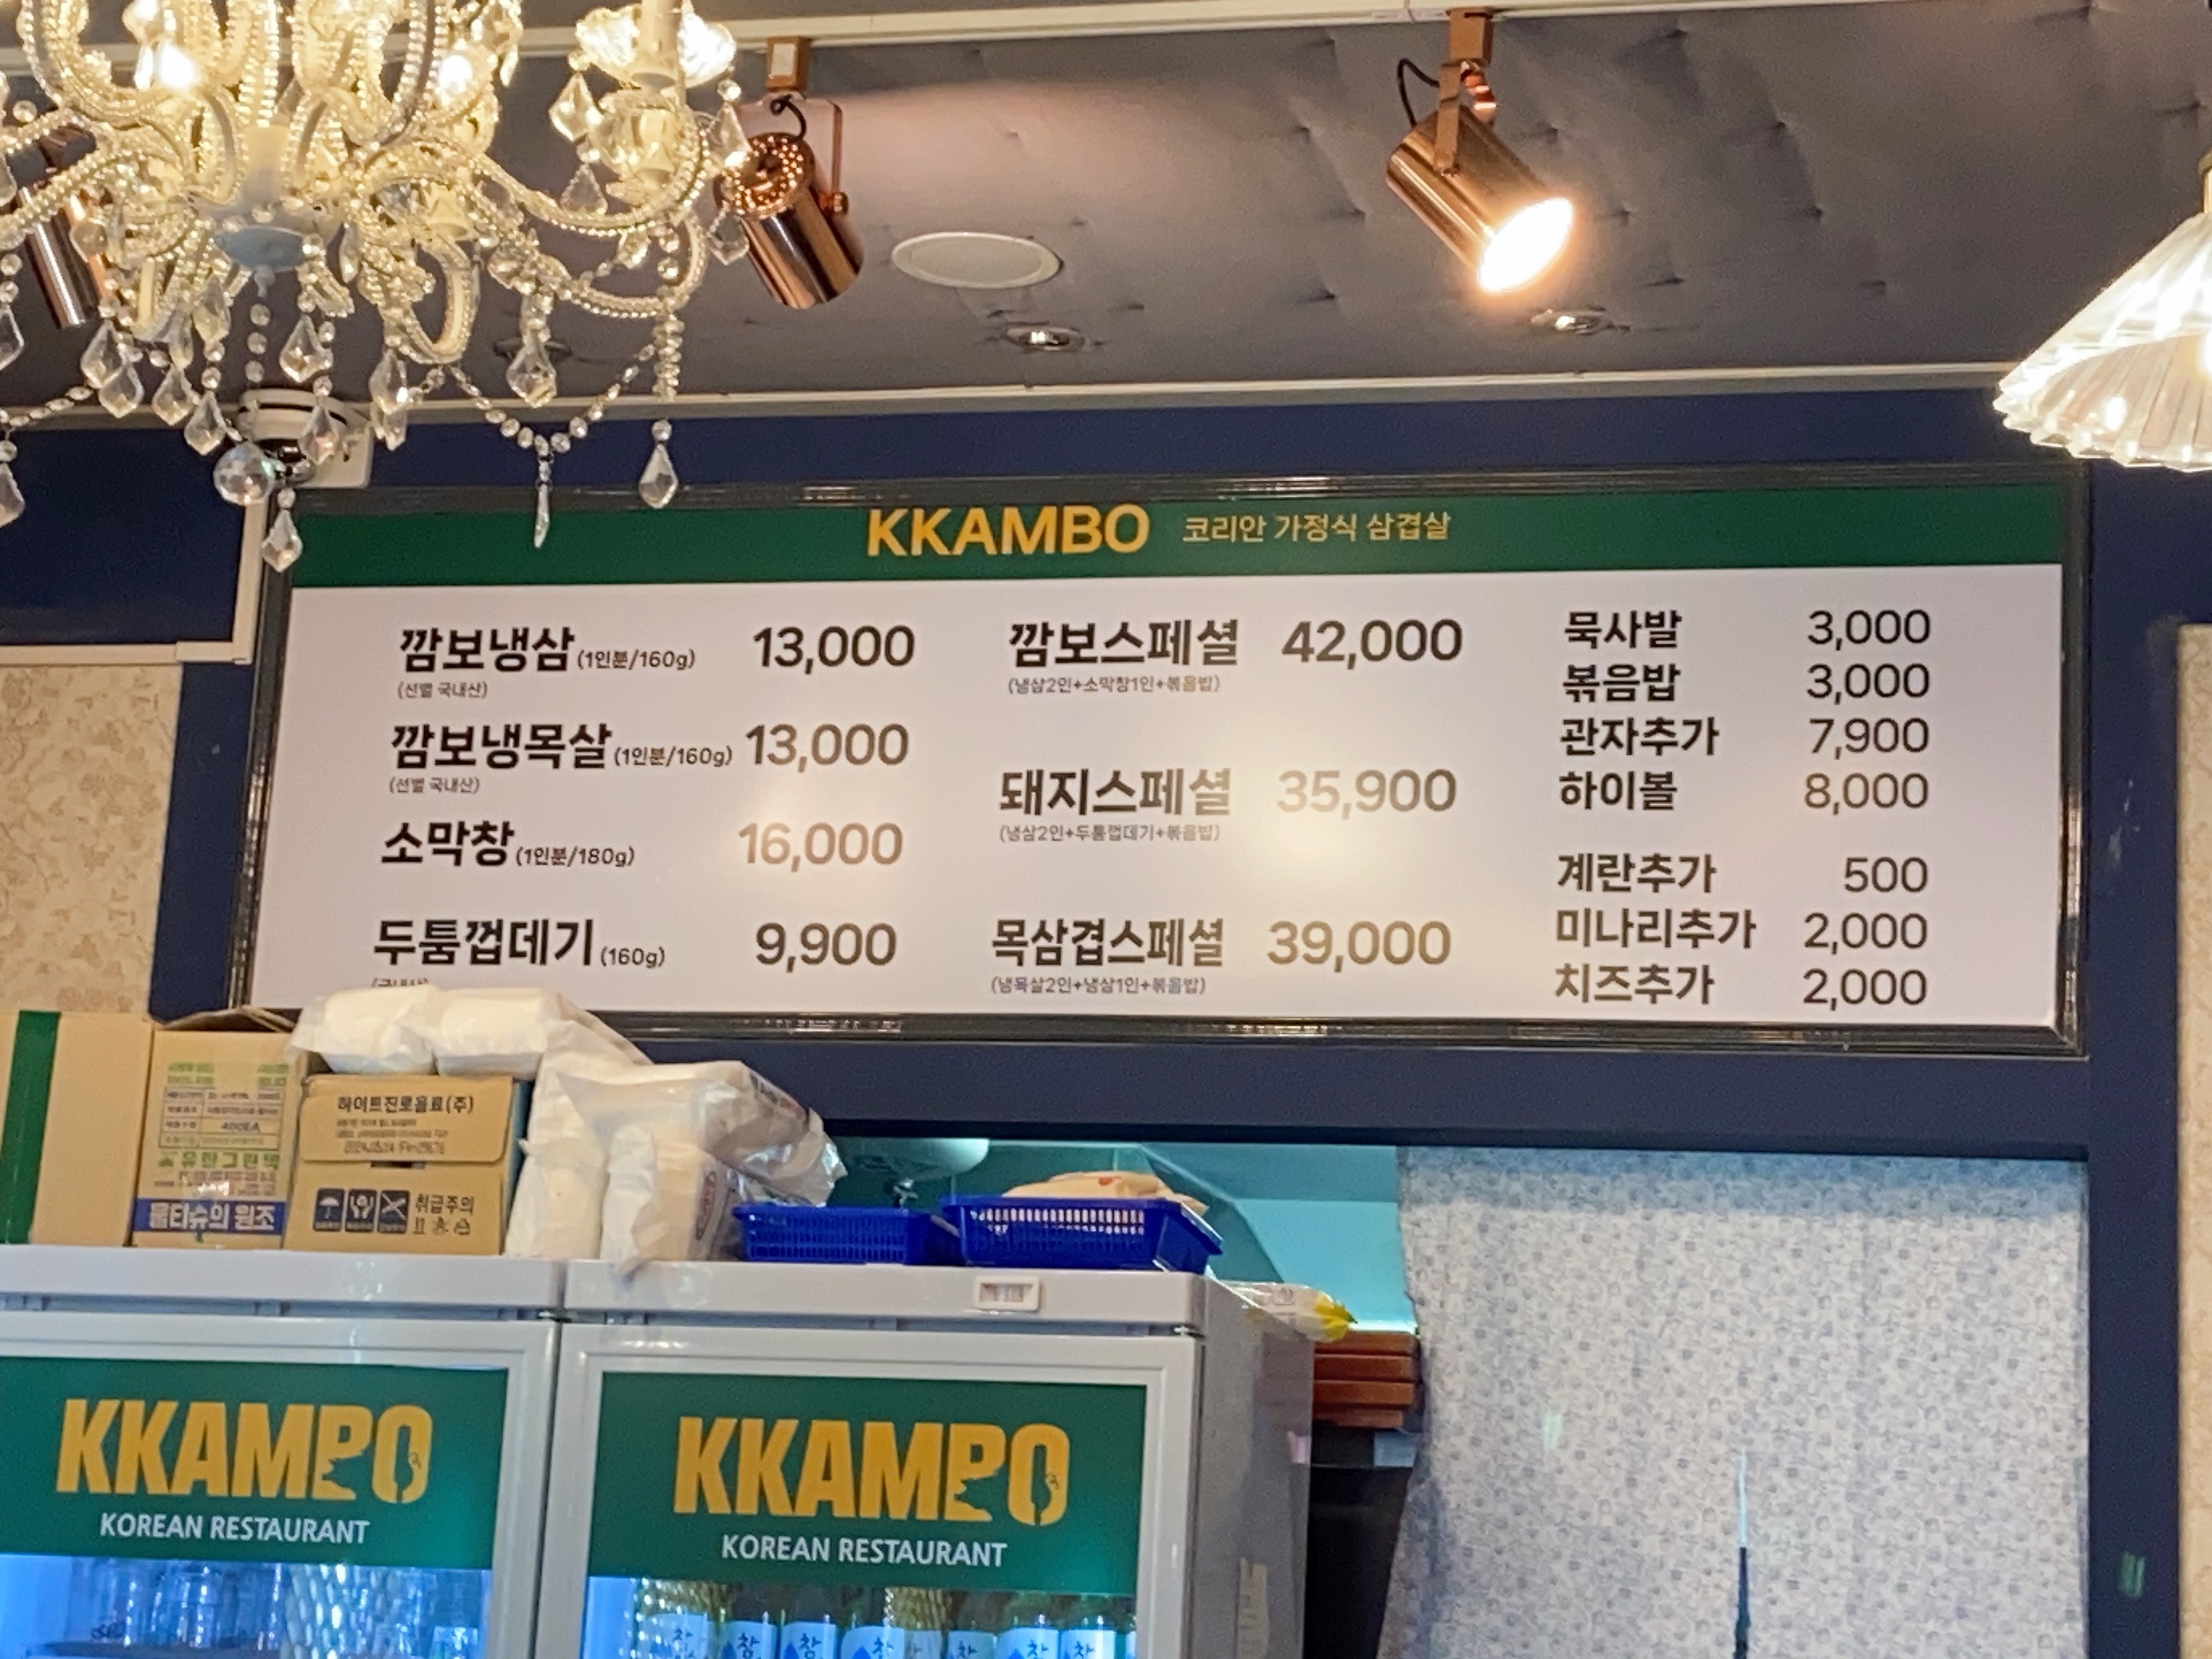 KKAMBO 코리안 가정식 삼겹살
깜보냉삼(1인분/160g) 13,000
(선별 국내산)
깜보냉목살(1인분/160g) 13,000
(선별 국내산)
소막창(1인분/180g) 16,000
두툼껍데기(160g) 9,900
깜보스페셜 42,000
(냉삼2인+소막창1인+볶음밥)
돼지스페셜 35,900
(냉삼2인+두툼껍데기+볶음밥)
목삼겹스페셜 39,000
(냉목살2인+냉삼1인+볶음밥)
묵사발 3,000
볶음밥 3,000
관자추가 7,900
하이볼 8,000
계란추가 500
미나리추가 2,000
치즈추가 2,000
400EA
물티슈의 원조
하이트진로음료(주)
취급주의
KKAMBO
KOREAN RESTAURANT
KKAMBO
KOREAN RESTAURANT
참 참 참 참 참 참